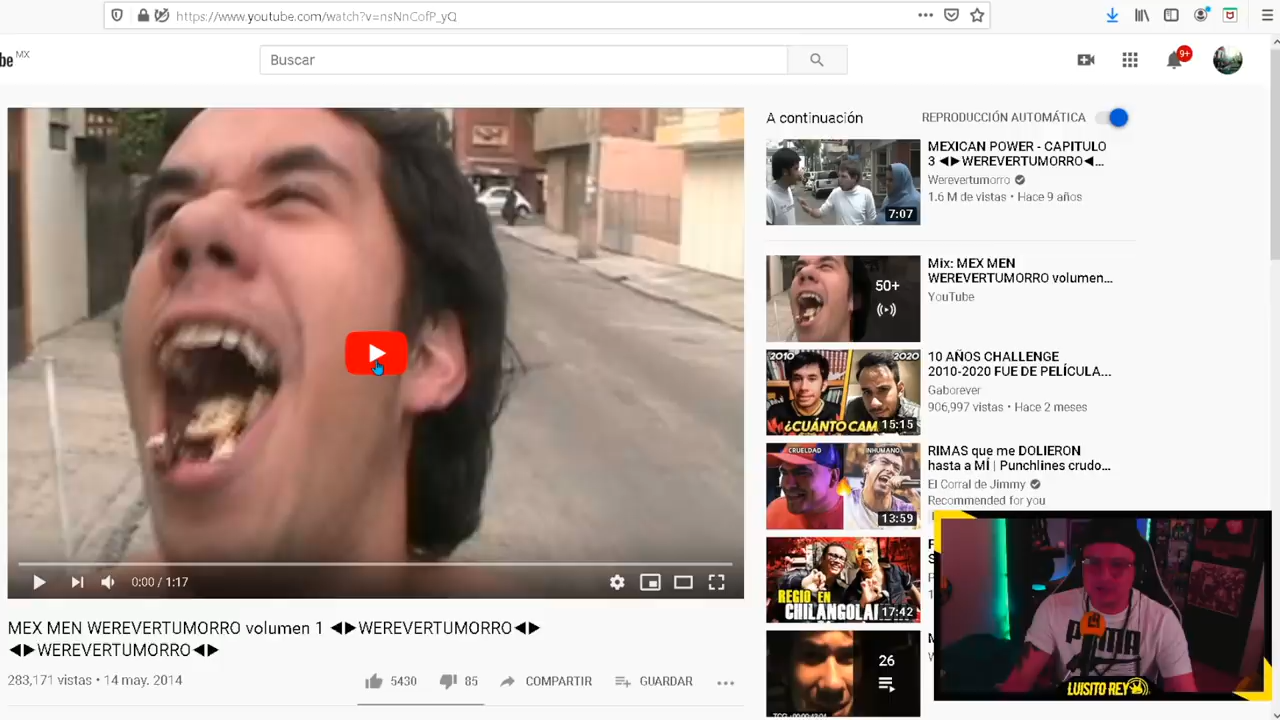 https://www.youtube.com/watch?v=nsNnCofP_yQ
be MX
Buscar
9+
A continuación
REPRODUCCIÓN AUTOMÁTICA
MEXICAN POWER - CAPITULO
3 ◀▶WEREVERTUMORRO◀...
Werevertumorro
1.6 M de vistas • Hace 9 años
7:07
Mix: MEX MEN
WEREVERTUMORRO volumen...
YouTube
50+
10 AÑOS CHALLENGE
2010-2020 FUE DE PELÍCULA...
Gaborever
906,997 vistas • Hace 2 meses
2010
2020
¿CUÁNTO CAM
15:15
RIMAS que me DOLIERON
hasta a MÍ | Punchlines crudo...
El Corral de Jimmy
Recommended for you
CRUELDAD
INHUMANO
13:59
REGIO EN
CHILANGOLA
17:42
26
0:00 / 1:17
MEX MEN WEREVERTUMORRO volumen 1 ◀▶WEREVERTUMORRO◀▶
◀▶WEREVERTUMORRO◀▶
283,171 vistas • 14 may. 2014
5430
85
COMPARTIR
GUARDAR
PUMA
LUISITO REY